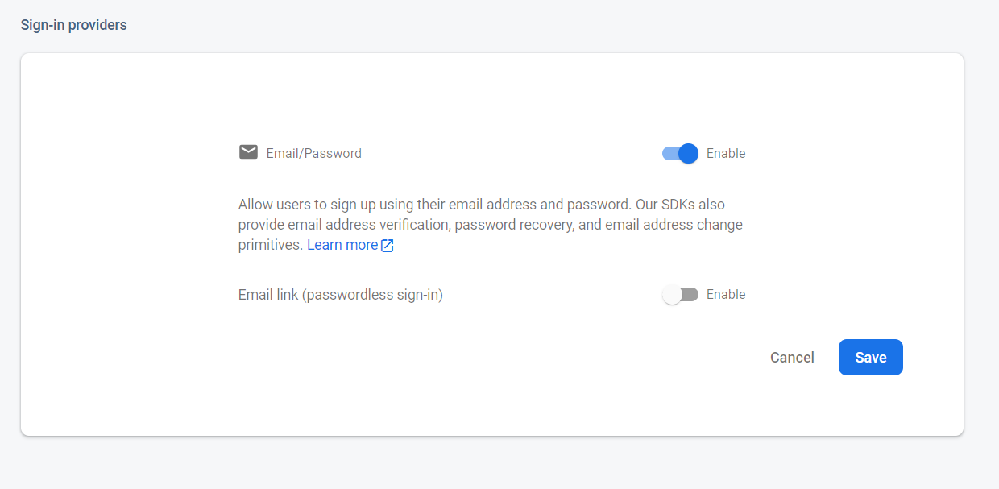 Sign-in providers
Email/Password
Enable
Allow users to sign up using their email address and password. Our SDKs also
provide email address verification, password recovery, and email address change
primitives. Learn more
Email link (passwordless sign-in)
Enable
Cancel
Save